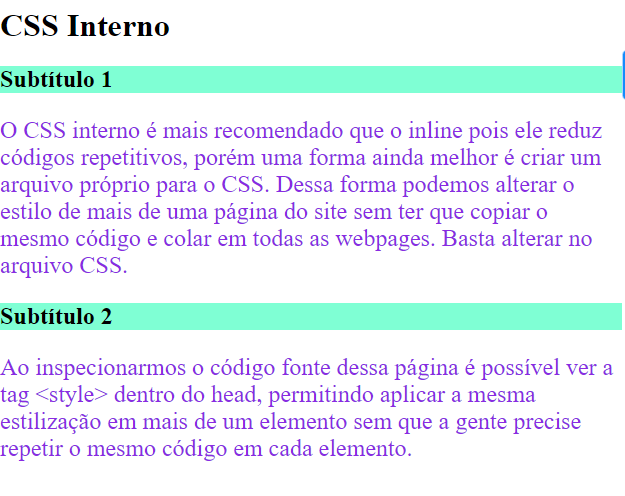 CSS Interno
Subtítulo 1
O CSS interno é mais recomendado que o inline pois ele reduz
códigos repetitivos, porém uma forma ainda melhor é criar um
arquivo próprio para o CSS. Dessa forma podemos alterar o
estilo de mais de uma página do site sem ter que copiar o
mesmo código e colar em todas as webpages. Basta alterar no
arquivo CSS.
Subtítulo 2
Ao inspecionarmos o código fonte dessa página é possível ver a
tag <style> dentro do head, permitindo aplicar a mesma
estilização em mais de um elemento sem que a gente precise
repetir o mesmo código em cada elemento.